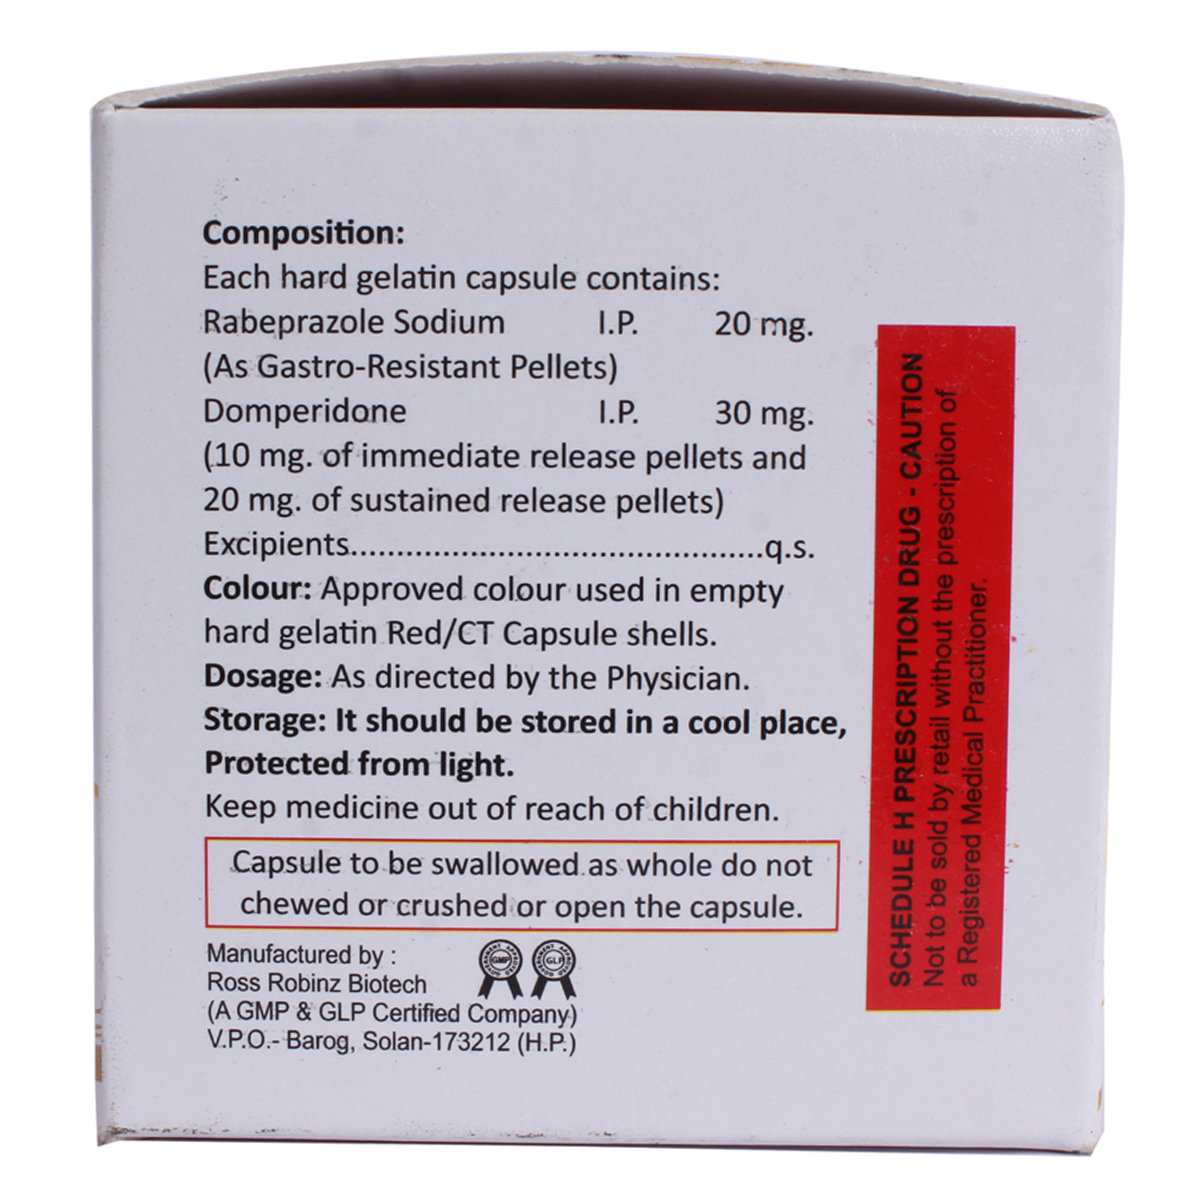 Composition:
Each hard gelatin capsule contains:
Rabeprazole Sodium I.P. 20 mg.
(As Gastro-Resistant Pellets)
Domperidone I.P. 30 mg.
(10 mg. of immediate release pellets and
20 mg. of sustained release pellets)
Excipients.............................................q.s.
Colour: Approved colour used in empty
hard gelatin Red/CT Capsule shells.
Dosage: As directed by the Physician.
Storage: It should be stored in a cool place,
Protected from light.
Keep medicine out of reach of children.
Capsule to be swallowed as whole do not
chewed or crushed or open the capsule.
Manufactured by :
Ross Robinz Biotech
(A GMP & GLP Certified Company)
V.P.O.- Barog, Solan-173212 (H.P.)
GOVERNMENT APPROVED
GMP
GOVERNMENT APPROVED
GLP
SCHEDULE H PRESCRIPTION DRUG - CAUTION
Not to be sold by retail without the prescription of
a Registered Medical Practitioner.